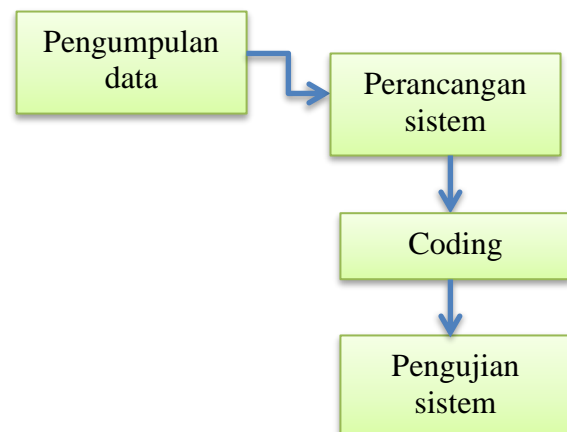 Pengumpulan
data
Perancangan
sistem
Coding
Pengujian
sistem